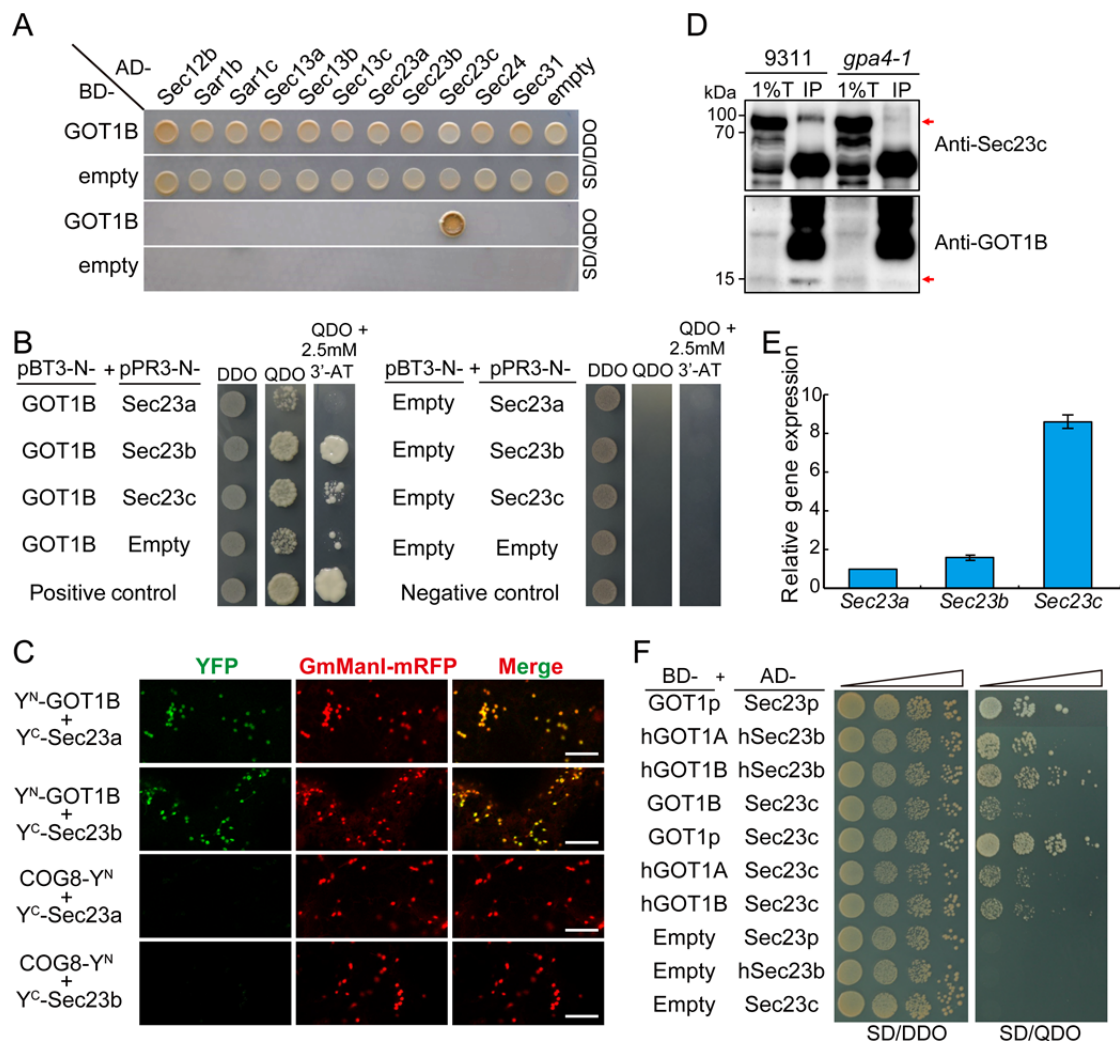 A
AD-
BD-
Sec12b
Sar1b
Sar1c
Sec13a
Sec13b
Sec13c
Sec23a
Sec23b
Sec23c
Sec24
Sec31
empty
GOT1B
empty
SD/DDO
GOT1B
empty
SD/QDO
B
pBT3-N- + pPR3-N-
DDO
QDO
QDO +
2.5mM
3'-AT
GOT1B Sec23a
GOT1B Sec23b
GOT1B Sec23c
GOT1B Empty
Positive control
pBT3-N- + pPR3-N-
DDO
QDO
QDO +
2.5mM
3'-AT
Empty Sec23a
Empty Sec23b
Empty Sec23c
Empty Empty
Negative control
C
YFP GmManI-mRFP Merge
Yᴺ-GOT1B
+
Yᶜ-Sec23a
Yᴺ-GOT1B
+
Yᶜ-Sec23b
COG8-Yᴺ
+
Yᶜ-Sec23a
COG8-Yᴺ
+
Yᶜ-Sec23b
D
9311 gpa4-1
kDa 1%T IP 1%T IP
100
70
Anti-Sec23c
Anti-GOT1B
15
E
Relative gene expression
10
8
6
4
2
0
Sec23a Sec23b Sec23c
F
BD- + AD-
GOT1p Sec23p
hGOT1A hSec23b
hGOT1B hSec23b
GOT1B Sec23c
GOT1p Sec23c
hGOT1A Sec23c
hGOT1B Sec23c
Empty Sec23p
Empty hSec23b
Empty Sec23c
SD/DDO SD/QDO